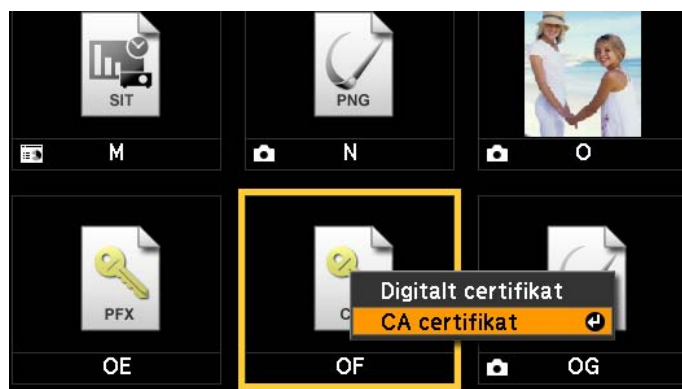 SIT
PNG
M
N
O
PFX
Digitalt certifikat
CA certifikat
OE
OF
OG